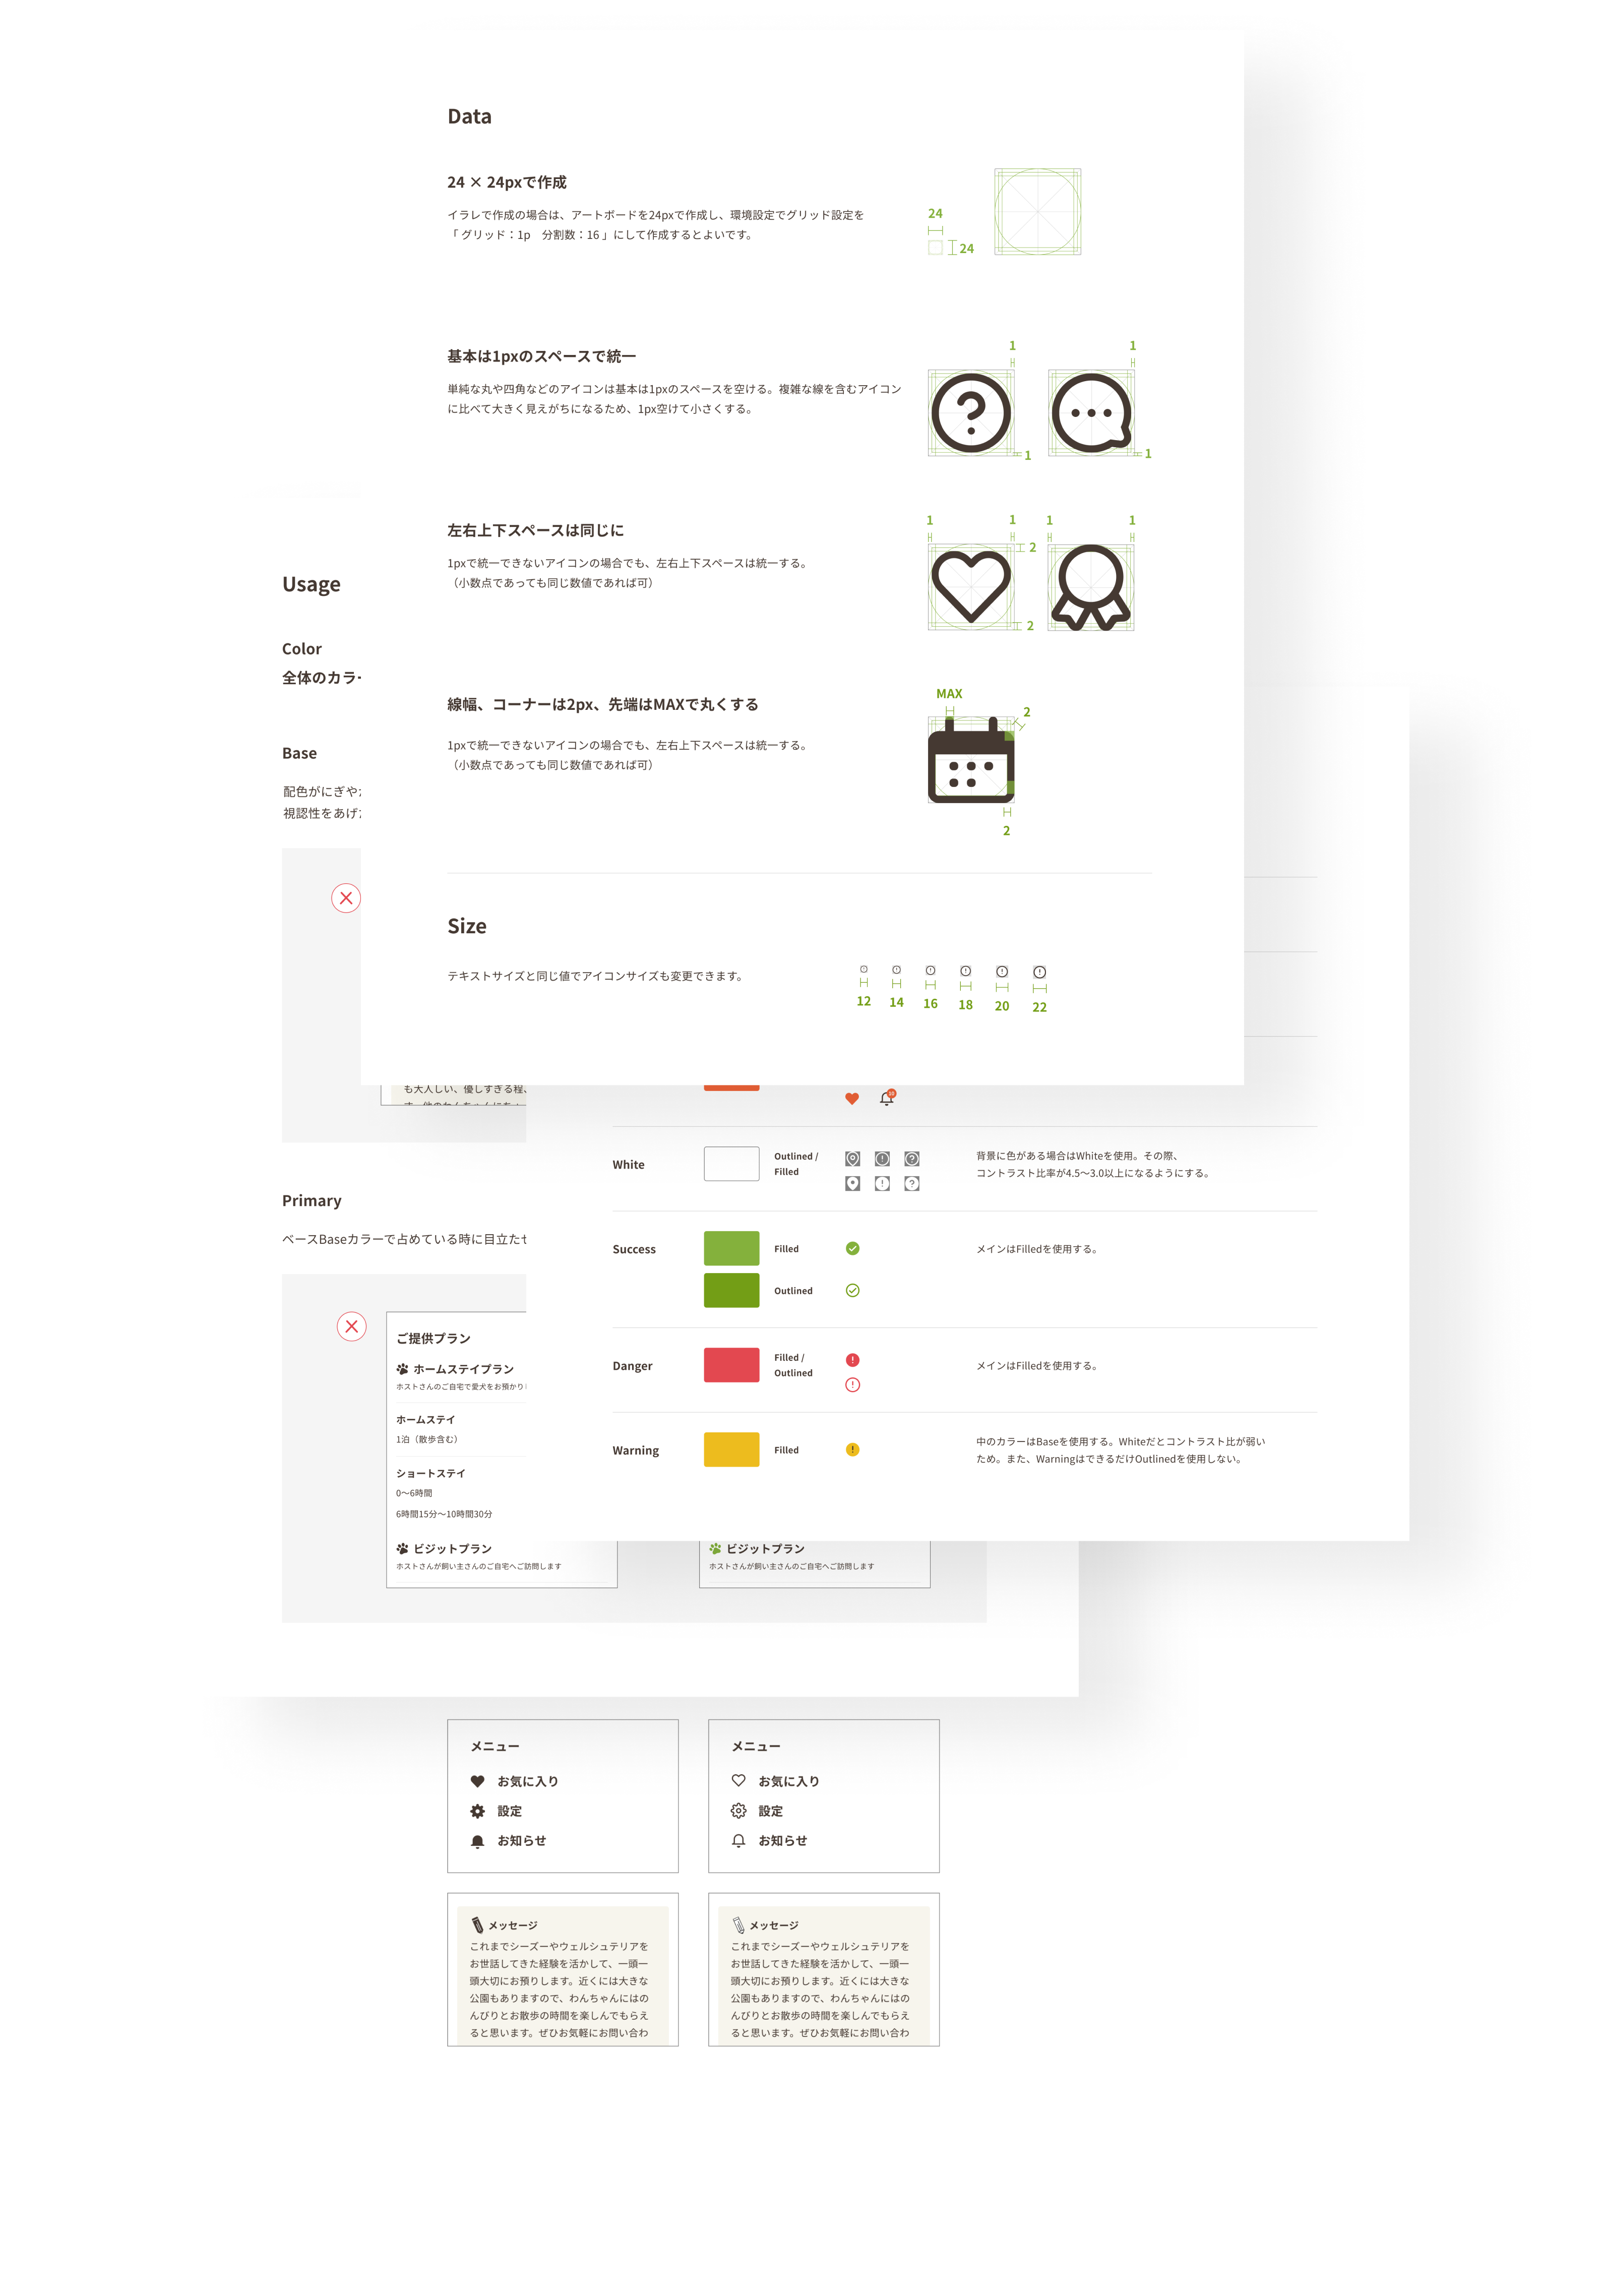 Data
24 × 24pxで作成
イラレで作成の場合は、アートボードを24pxで作成し、環境設定でグリッド設定を
「 グリッド：1p　分割数：16 」にして作成するとよいです。
24
24
基本は1pxのスペースで統一
単純な丸や四角などのアイコンは基本は1pxのスペースを空ける。複雑な線を含むアイコン
に比べて大きく見えがちになるため、1px空けて小さくする。
1
1
1
1
左右上下スペースは同じに
1pxで統一できないアイコンの場合でも、左右上下スペースは統一する。
（小数点であっても同じ数値であれば可）
1
1
1
1
2
2
線幅、コーナーは2px、先端はMAXで丸くする
1pxで統一できないアイコンの場合でも、左右上下スペースは統一する。
（小数点であっても同じ数値であれば可）
MAX
2
2
Size
テキストサイズと同じ値でアイコンサイズも変更できます。
12
14
16
18
20
22
Usage
Color
全体のカラー
Base
配色がにぎや
視認性をあげ
も大人しい、優しすぎる程、
Primary
ベースBaseカラーで占めている時に目立たせ
ご提供プラン
ホームステイプラン
ホストさんのご自宅で愛犬をお預かり
ホームステイ
1泊（散歩含む）
ショートステイ
0〜6時間
6時間15分〜10時間30分
ビジットプラン
ホストさんが飼い主さんのご自宅へご訪問します
ビジットプラン
ホストさんが飼い主さんのご自宅へご訪問します
White
Outlined /
Filled
背景に色がある場合はWhiteを使用。その際、
コントラスト比率が4.5〜3.0以上になるようにする。
Success
Filled
メインはFilledを使用する。
Outlined
Danger
Filled /
Outlined
メインはFilledを使用する。
Warning
Filled
中のカラーはBaseを使用する。Whiteだとコントラスト比が弱い
ため。また、WarningはできるだけOutlinedを使用しない。
メニュー
お気に入り
設定
お知らせ
メニュー
お気に入り
設定
お知らせ
メッセージ
これまでシーズーやウェルシュテリアを
お世話してきた経験を活かして、一頭一
頭大切にお預りします。近くには大きな
公園もありますので、わんちゃんにはの
んびりとお散歩の時間を楽しんでもらえ
ると思います。ぜひお気軽にお問い合わ
メッセージ
これまでシーズーやウェルシュテリアを
お世話してきた経験を活かして、一頭一
頭大切にお預りします。近くには大きな
公園もありますので、わんちゃんにはの
んびりとお散歩の時間を楽しんでもらえ
ると思います。ぜひお気軽にお問い合わ